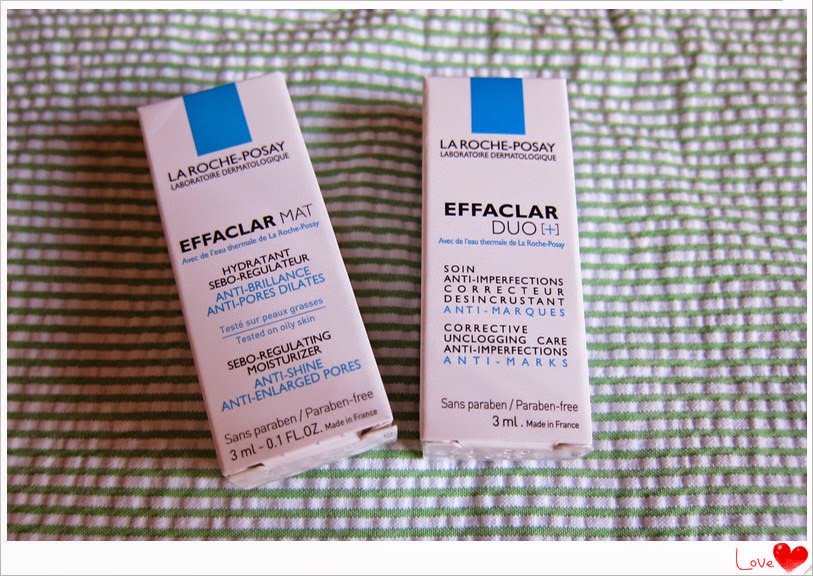 LA ROCHE-POSAY
LABORATOIRE DERMATOLOGIQUE
EFFACLAR MAT
Avec de l'eau thermale de La Roche-Posay
HYDRATANT
SEBO-REGULATEUR
ANTI-BRILLANCE
ANTI-PORES DILATES
Testé sur peaux grasses
Tested on oily skin
SEBO-REGULATING
MOISTURIZER
ANTI-SHINE
ANTI-ENLARGED PORES
Sans paraben / Paraben-free
3 ml - 0.1 FL.OZ. Made in France
LA ROCHE-POSAY
LABORATOIRE DERMATOLOGIQUE
EFFACLAR
DUO [+]
Avec de l'eau thermale de La Roche-Posay
SOIN
ANTI-IMPERFECTIONS
CORRECTEUR
DESINCRUSTANT
ANTI-MARQUES
CORRECTIVE
UNCLOGGING CARE
ANTI-IMPERFECTIONS
ANTI-MARKS
Sans paraben / Paraben-free
3 ml . Made in France
Love